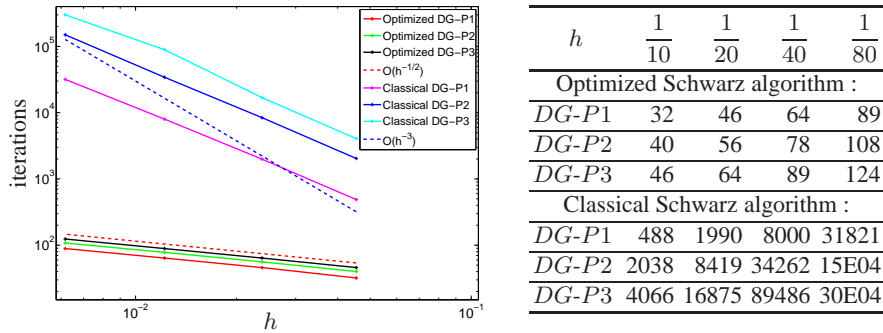 Optimized DG-P1
Optimized DG-P2
Optimized DG-P3
O(h^{-1/2})
Classical DG-P1
Classical DG-P2
Classical DG-P3
O(h^{-3})
iterations
10^5
10^4
10^3
10^2
10^{-2} 10^{-1}
h
h 1/10 1/20 1/40 1/80
Optimized Schwarz algorithm :
DG-P1 32 46 64 89
DG-P2 40 56 78 108
DG-P3 46 64 89 124
Classical Schwarz algorithm :
DG-P1 488 1990 8000 31821
DG-P2 2038 8419 34262 15E04
DG-P3 4066 16875 89486 30E04